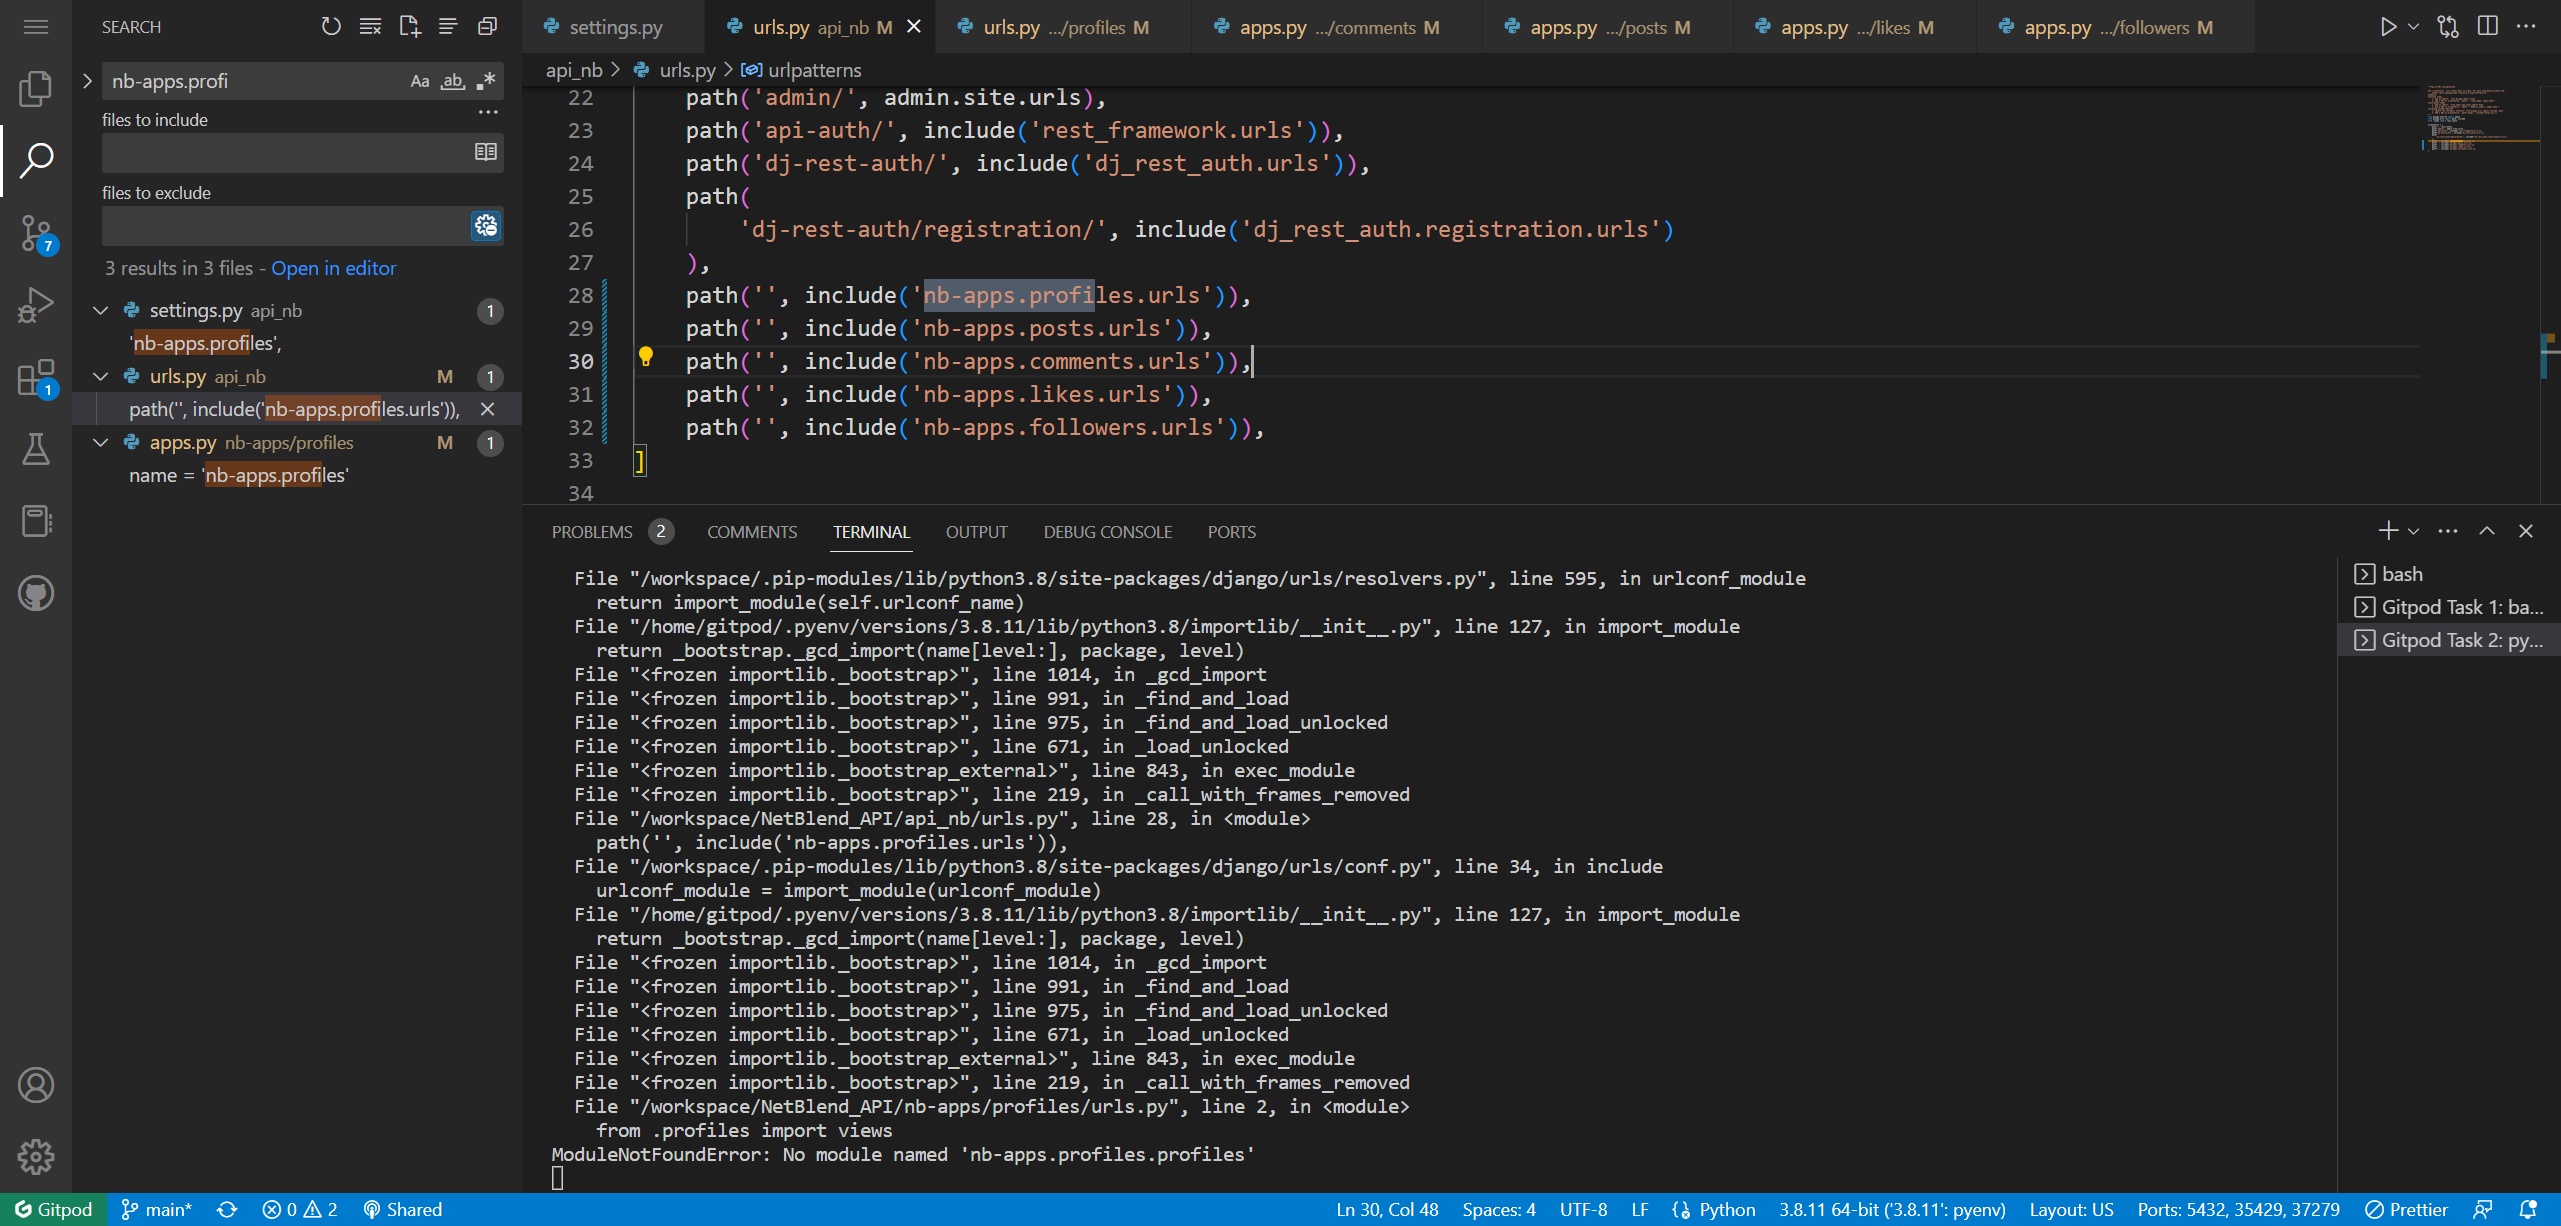 SEARCH
nb-apps.profi
Aa ab
files to include
files to exclude
3 results in 3 files - Open in editor
settings.py api_nb 1
'nb-apps.profiles',
urls.py api_nb M 1
path('', include('nb-apps.profiles.urls')),
apps.py nb-apps/profiles M 1
name = 'nb-apps.profiles'
7
1
settings.py
urls.py api_nb M
urls.py .../profiles M
apps.py .../comments M
apps.py .../posts M
apps.py .../likes M
apps.py .../followers M
api_nb > urls.py > urlpatterns
22 path('admin/', admin.site.urls),
23 path('api-auth/', include('rest_framework.urls')),
24 path('dj-rest-auth/', include('dj_rest_auth.urls')),
25 path(
26 'dj-rest-auth/registration/', include('dj_rest_auth.registration.urls')
27 ),
28 path('', include('nb-apps.profiles.urls')),
29 path('', include('nb-apps.posts.urls')),
30 path('', include('nb-apps.comments.urls')),
31 path('', include('nb-apps.likes.urls')),
32 path('', include('nb-apps.followers.urls')),
33 ]
34
PROBLEMS 2 COMMENTS TERMINAL OUTPUT DEBUG CONSOLE PORTS
File "/workspace/.pip-modules/lib/python3.8/site-packages/django/urls/resolvers.py", line 595, in urlconf_module
return import_module(self.urlconf_name)
File "/home/gitpod/.pyenv/versions/3.8.11/lib/python3.8/importlib/__init__.py", line 127, in import_module
return _bootstrap._gcd_import(name[level:], package, level)
File "<frozen importlib._bootstrap>", line 1014, in _gcd_import
File "<frozen importlib._bootstrap>", line 991, in _find_and_load
File "<frozen importlib._bootstrap>", line 975, in _find_and_load_unlocked
File "<frozen importlib._bootstrap>", line 671, in _load_unlocked
File "<frozen importlib._bootstrap_external>", line 843, in exec_module
File "<frozen importlib._bootstrap>", line 219, in _call_with_frames_removed
File "/workspace/NetBlend_API/api_nb/urls.py", line 28, in <module>
path('', include('nb-apps.profiles.urls')),
File "/workspace/.pip-modules/lib/python3.8/site-packages/django/urls/conf.py", line 34, in include
urlconf_module = import_module(urlconf_module)
File "/home/gitpod/.pyenv/versions/3.8.11/lib/python3.8/importlib/__init__.py", line 127, in import_module
return _bootstrap._gcd_import(name[level:], package, level)
File "<frozen importlib._bootstrap>", line 1014, in _gcd_import
File "<frozen importlib._bootstrap>", line 991, in _find_and_load
File "<frozen importlib._bootstrap>", line 975, in _find_and_load_unlocked
File "<frozen importlib._bootstrap>", line 671, in _load_unlocked
File "<frozen importlib._bootstrap_external>", line 843, in exec_module
File "<frozen importlib._bootstrap>", line 219, in _call_with_frames_removed
File "/workspace/NetBlend_API/nb-apps/profiles/urls.py", line 2, in <module>
from .profiles import views
ModuleNotFoundError: No module named 'nb-apps.profiles.profiles'
bash
Gitpod Task 1: ba...
Gitpod Task 2: py...
Gitpod main* 0 2 Shared
Ln 30, Col 48 Spaces: 4 UTF-8 LF Python 3.8.11 64-bit ('3.8.11': pyenv) Layout: US Ports: 5432, 35429, 37279 Prettier